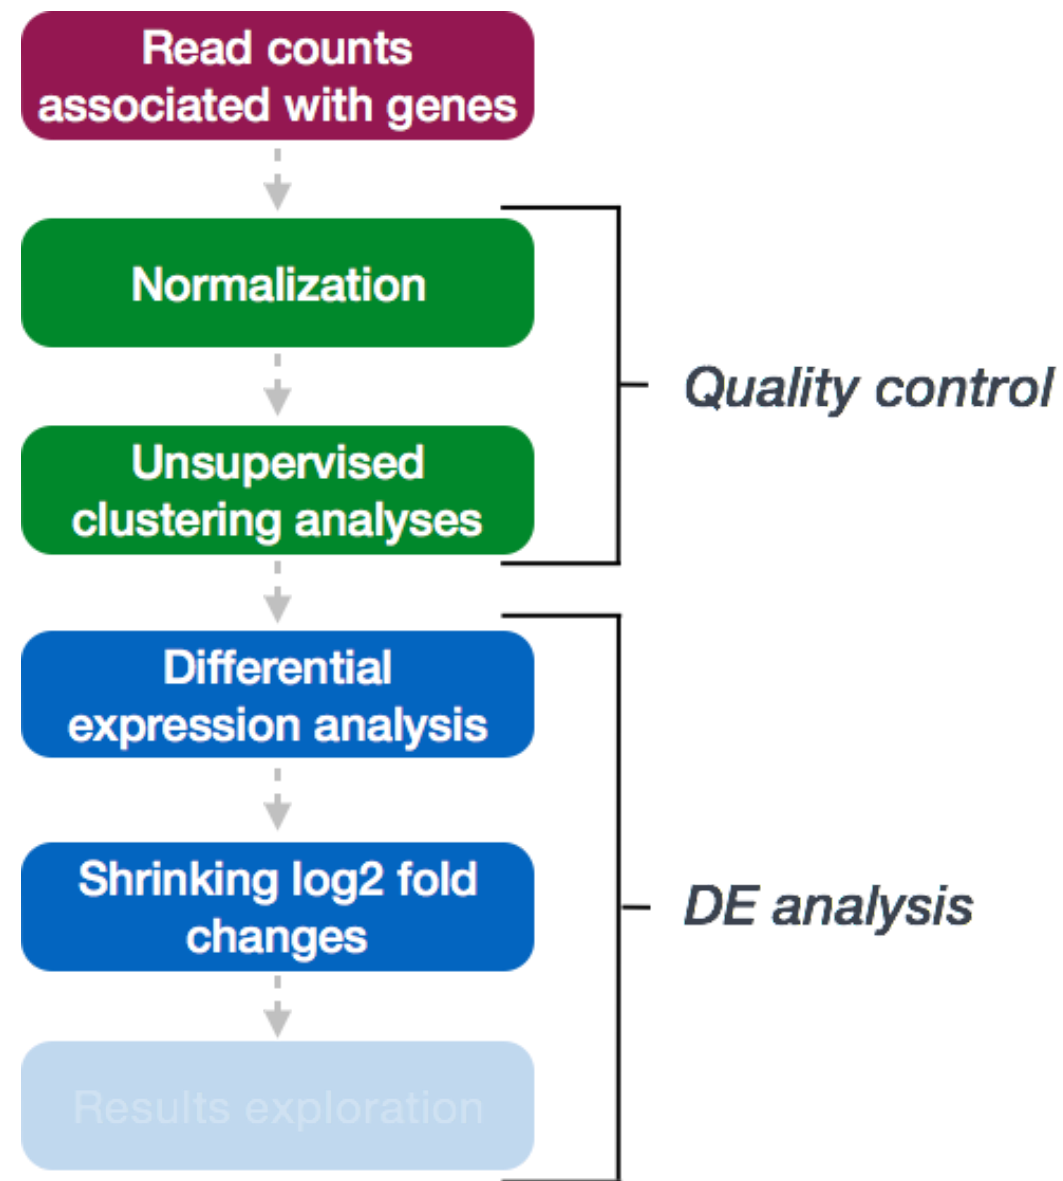 Read counts
associated with genes
Normalization
Quality control
Unsupervised
clustering analyses
Differential
expression analysis
Shrinking log2 fold
changes
DE analysis
Results exploration